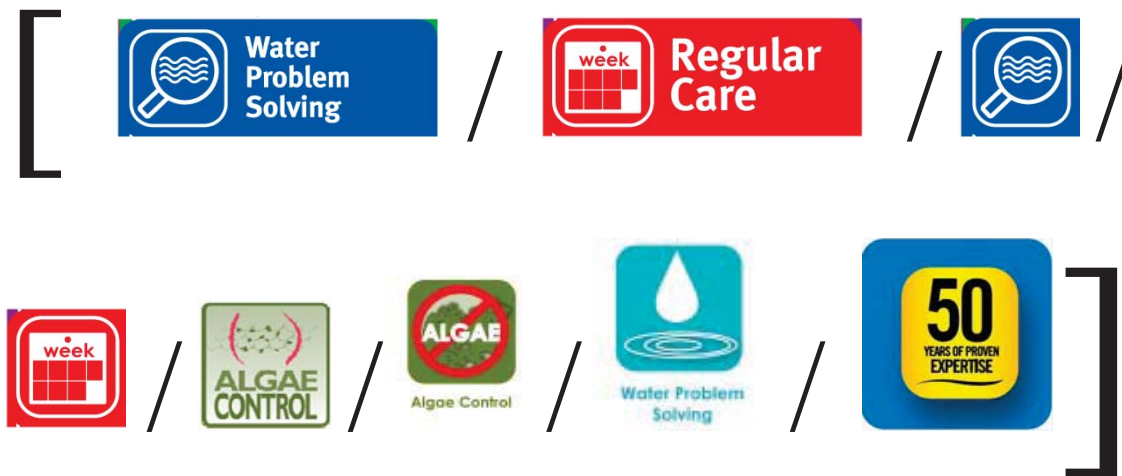 [
Water
Problem
Solving
/
week
Regular
Care
/
/
week
/
ALGAE
CONTROL
/
ALGAE
Algae Control
/
Water Problem
Solving
/
50
YEARS OF PROVEN
EXPERTISE
]